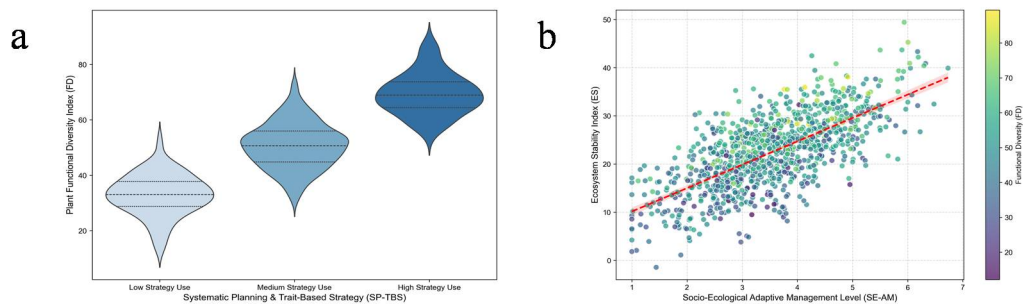 a
Plant Functional Diversity Index (FD)
80
60
40
20
Low Strategy Use
Medium Strategy Use
High Strategy Use
Systematic Planning & Trait-Based Strategy (SP-TBS)
b
Ecosystem Stability Index (ES)
50
40
30
20
10
0
1
2
3
4
5
6
7
Socio-Ecological Adaptive Management Level (SE-AM)
80
70
60
50
40
30
20
Functional Diversity (FD)